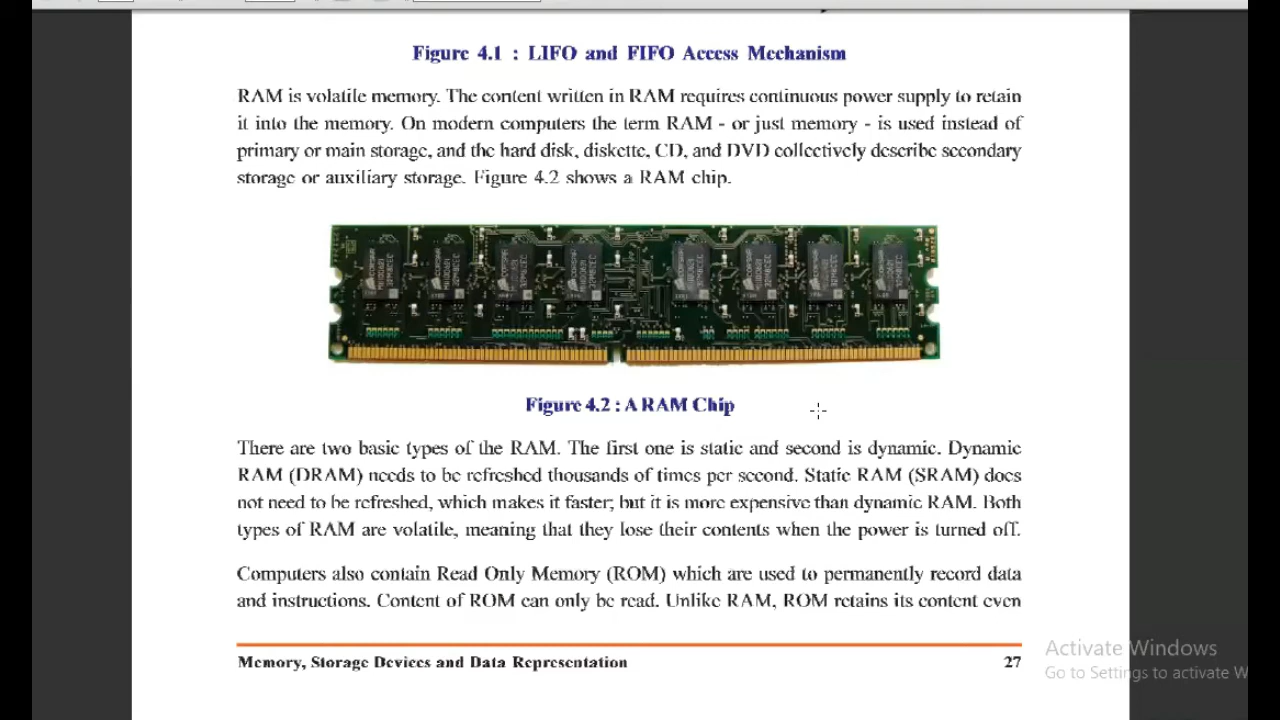 Figure 4.1 : LIFO and FIFO Access Mechanism
RAM is volatile memory. The content written in RAM requires continuous power supply to retain
it into the memory. On modern computers the term RAM - or just memory - is used instead of
primary or main storage, and the hard disk, diskette, CD, and DVD collectively describe secondary
storage or auxiliary storage. Figure 4.2 shows a RAM chip.
Figure 4.2 : A RAM Chip
There are two basic types of the RAM. The first one is static and second is dynamic. Dynamic
RAM (DRAM) needs to be refreshed thousands of times per second. Static RAM (SRAM) does
not need to be refreshed, which makes it faster; but it is more expensive than dynamic RAM. Both
types of RAM are volatile, meaning that they lose their contents when the power is turned off.
Computers also contain Read Only Memory (ROM) which are used to permanently record data
and instructions. Content of ROM can only be read. Unlike RAM, ROM retains its content even
Memory, Storage Devices and Data Representation 27
Activate Windows
Go to Settings to activate W